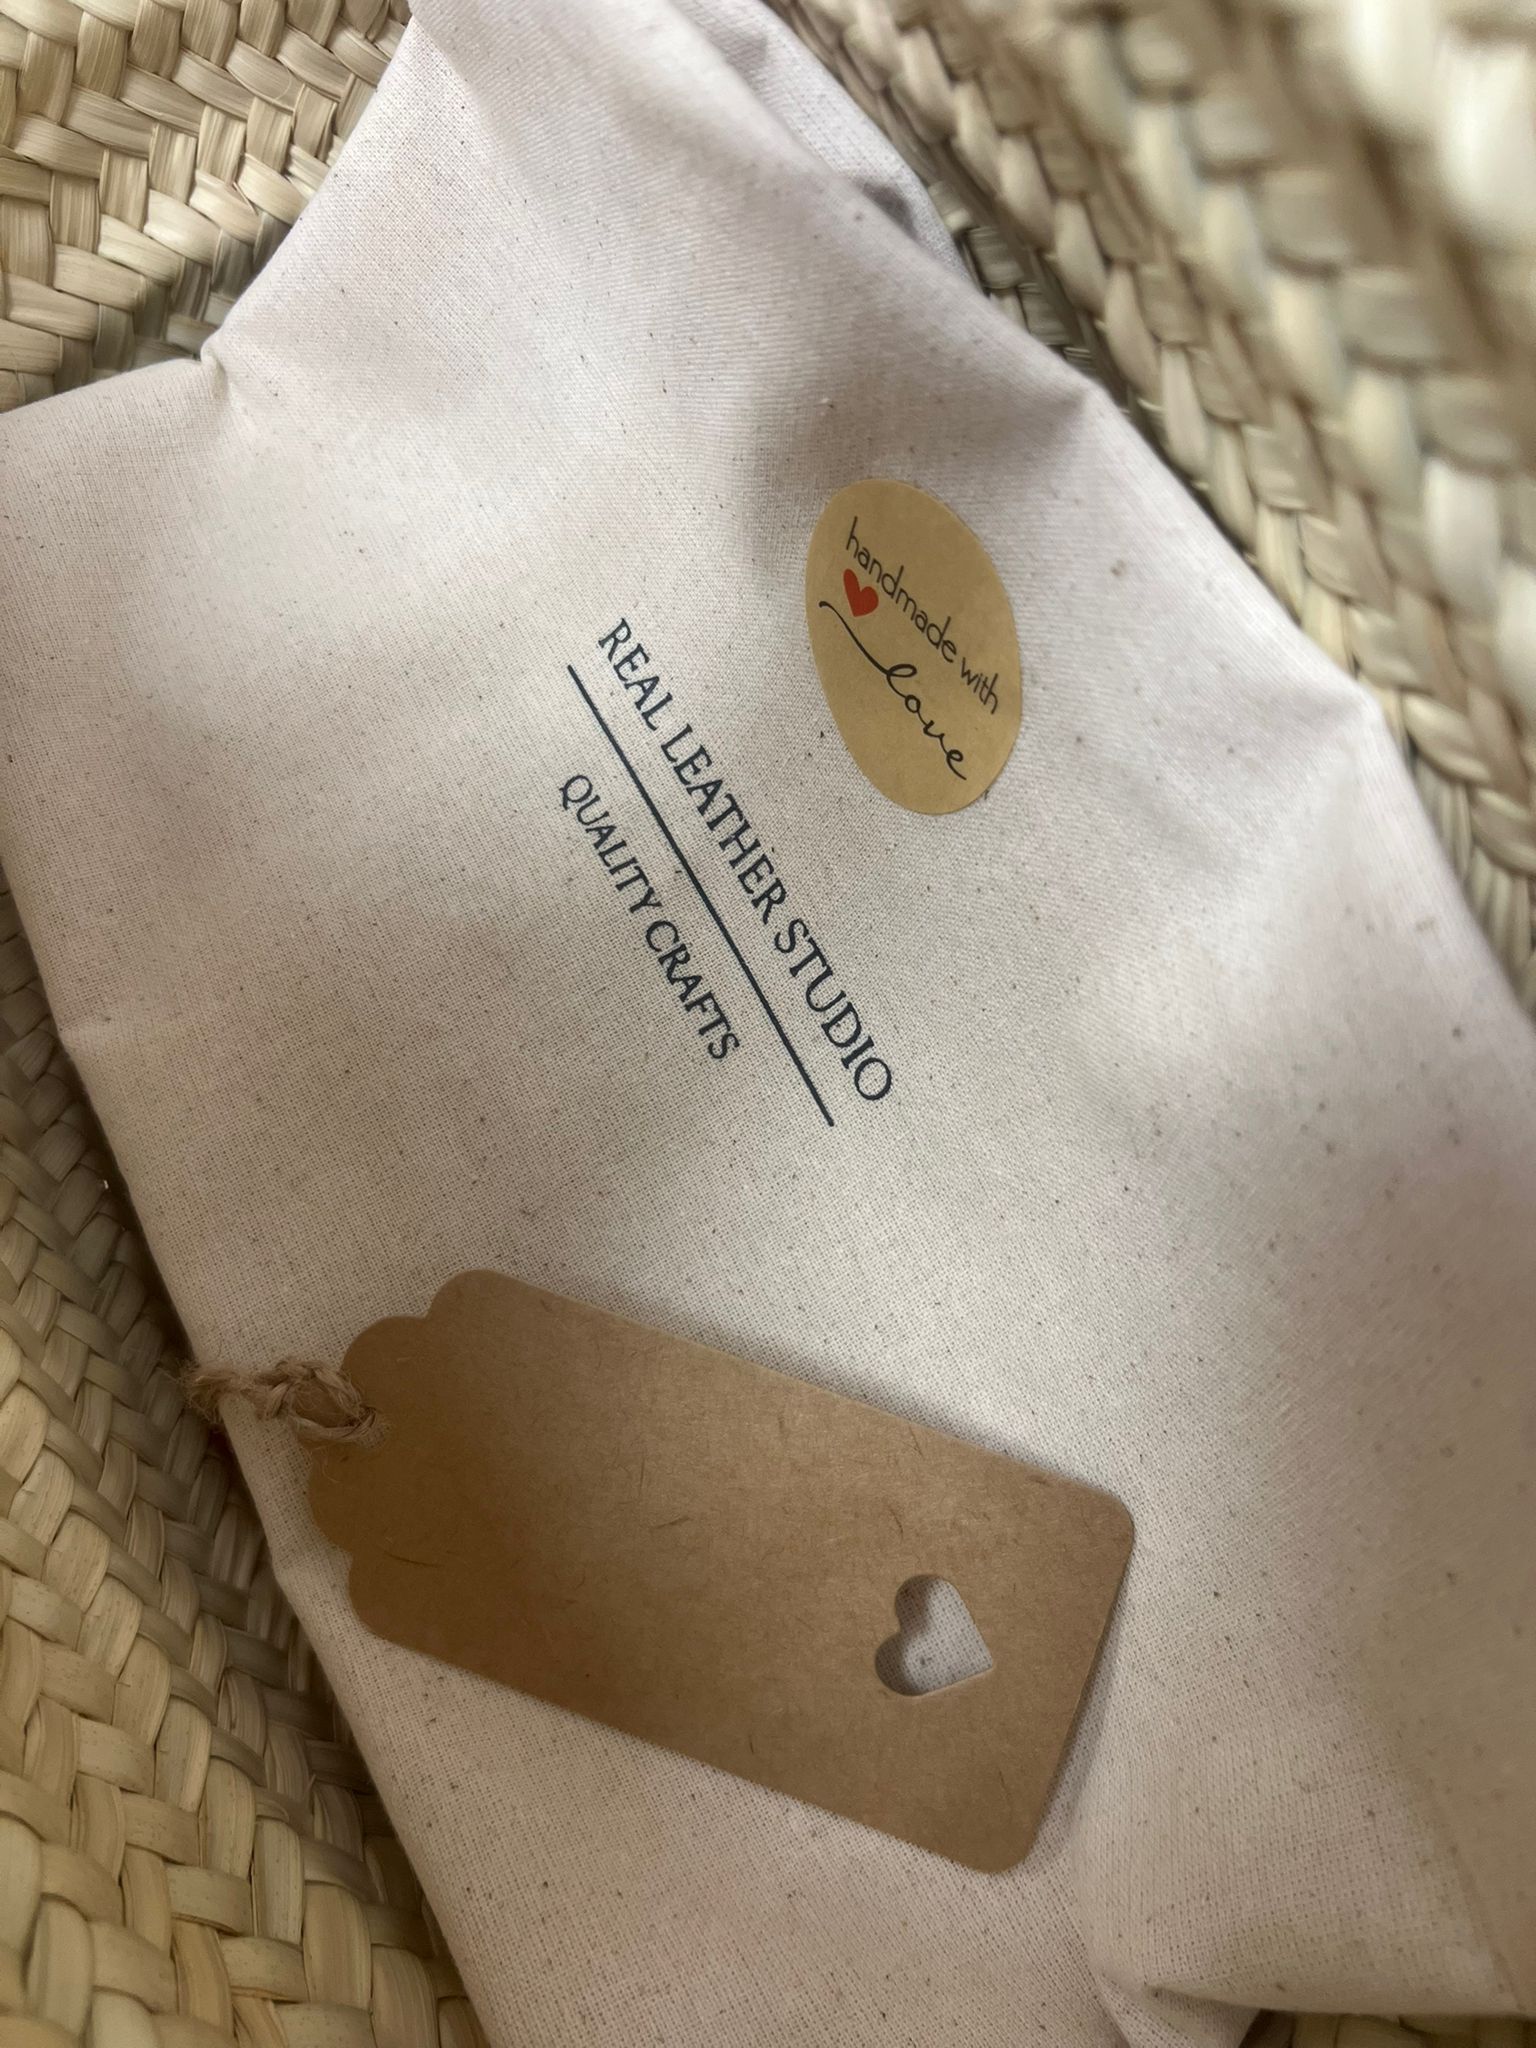 handmade with
love
REAL LEATHER STUDIO
QUALITY CRAFTS